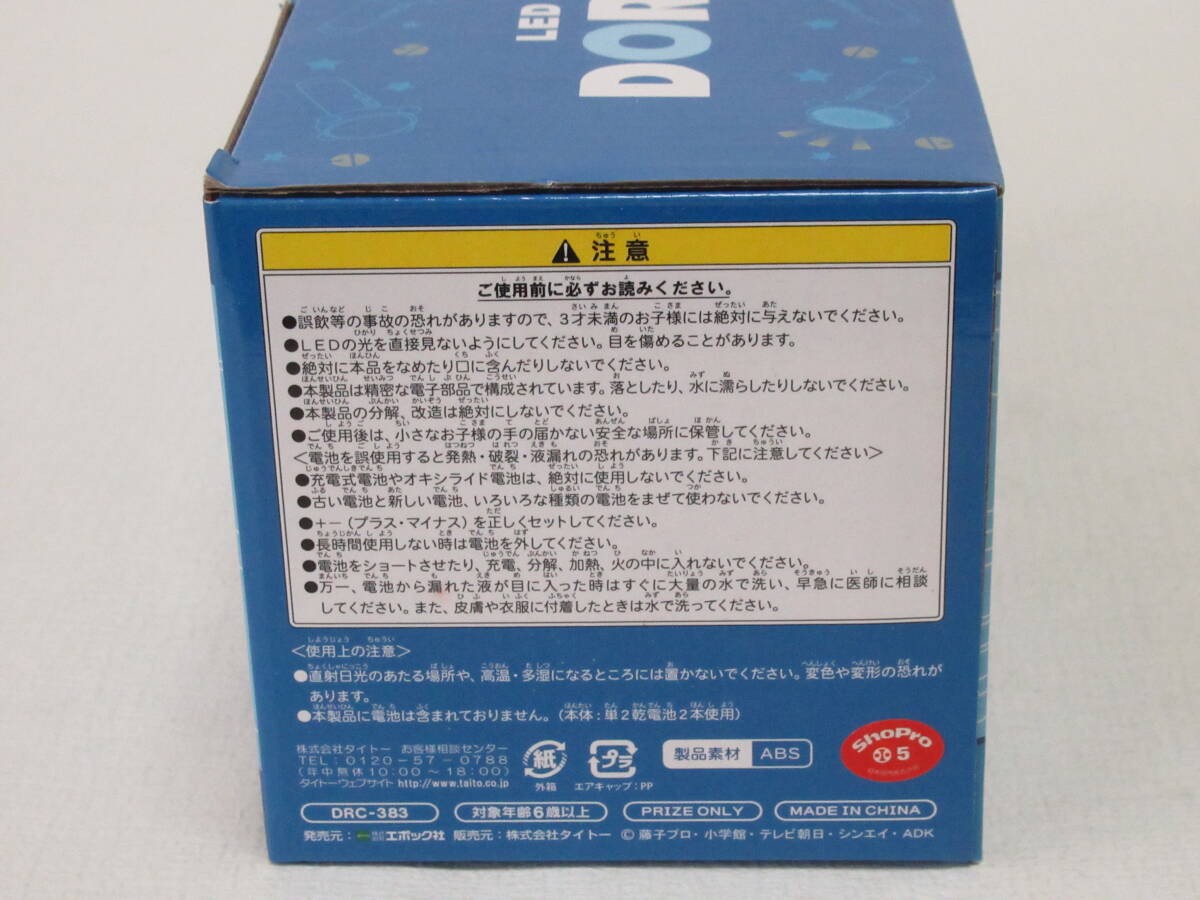 LED
DOR
注意
ご使用前に必ずお読みください。
●誤飲等の事故の恐れがありますので、3才未満のお子様には絶対に与えないでください。
●LEDの光を直接見ないようにしてください。目を傷めることがあります。
●絶対に本品をなめたり口に含んだりしないでください。
●本製品は精密な電子部品で構成されています。落としたり、水に濡らしたりしないでください。
●本製品の分解、改造は絶対にしないでください。
●ご使用後は、小さなお子様の手の届かない安全な場所に保管してください。
<電池を誤使用すると発熱・破裂・液漏れの恐れがあります。下記に注意してください>
●充電式電池やオキシライド電池は、絶対に使用しないでください。
●古い電池と新しい電池、いろいろな種類の電池をまぜて使わないでください。
●+-(プラス・マイナス)を正しくセットしてください。
●長時間使用しない時は電池を外してください。
●電池をショートさせたり、充電、分解、加熱、火の中に入れないでください。
●万一、電池から漏れた液が目に入った時はすぐに大量の水で洗い、早急に医師に相談
してください。また、皮膚や衣服に付着したときは水で洗ってください。
<使用上の注意>
●直射日光のあたる場所や、高温・多湿になるところには置かないでください。変色や変形の恐れが
あります。
●本製品に電池は含まれておりません。(本体:単2乾電池2本使用)
株式会社タイトー お客様相談センター
TEL:0120-57-0788
(年中無休10:00~18:00)
タイトーウェブサイト http://www.taito.co.jp
紙
外箱
プラ
エアキャップ:PP
製品素材 ABS
ShoPro
5
DRC-383 対象年齢6歳以上 PRIZE ONLY MADE IN CHINA
発売元: エポック社 販売元:株式会社タイトー ©藤子プロ・小学館・テレビ朝日・シンエイ・ADK